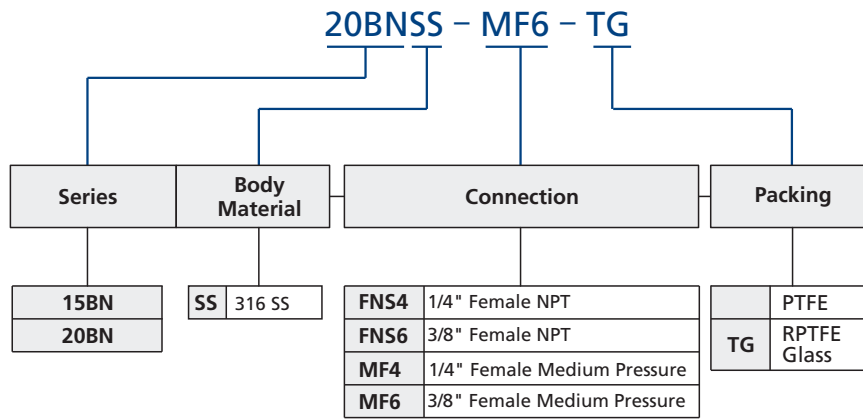 20BNSS – MF6 – TG
Series
Body
Material
Connection
Packing
15BN
20BN
SS 316 SS
FNS4 1/4" Female NPT
FNS6 3/8" Female NPT
MF4 1/4" Female Medium Pressure
MF6 3/8" Female Medium Pressure
PTFE
TG RPTFE
Glass